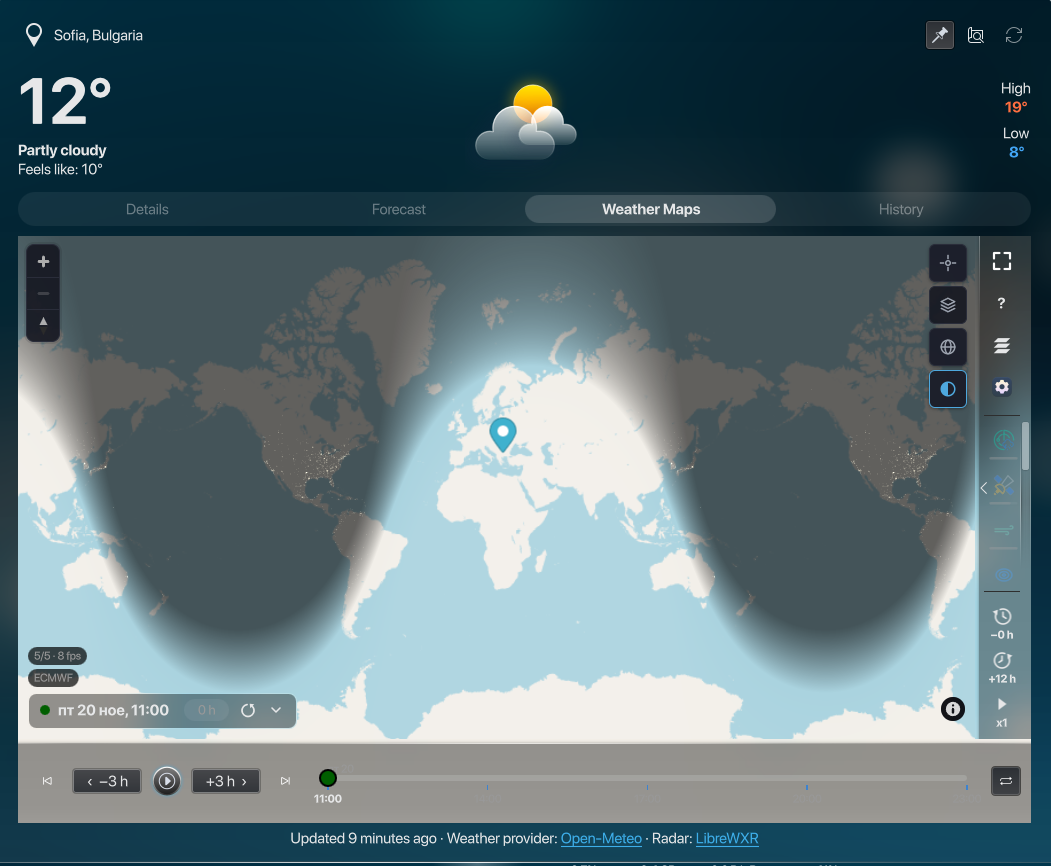 Sofia, Bulgaria
12°
Partly cloudy
Feels like: 10°
High
19°
Low
8°
Details
Forecast
Weather Maps
History
?
−0 h
+12 h
x1
5/5 · 8 fps
ECMWF
пт 20 ное, 11:00
0 h
‹ −3 h
+3 h ›
11:00
Updated 9 minutes ago · Weather provider: Open-Meteo · Radar: LibreWXR